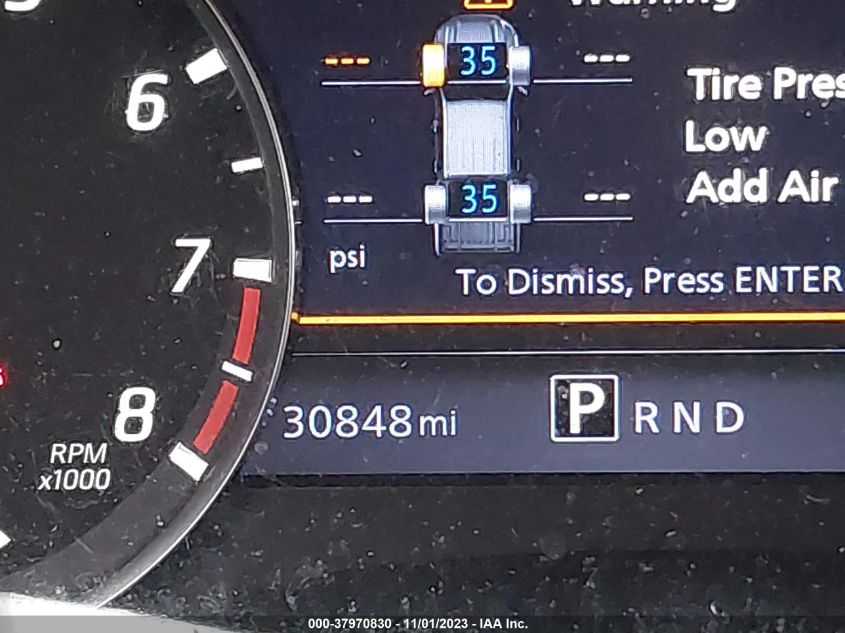 6
7
8
RPM
x1000
Warning
--- 35 ---
Tire Pres
Low
Add Air
--- 35 ---
psi
To Dismiss, Press ENTER
30848 mi
P R N D
000-37970830 - 11/01/2023 - IAA Inc.